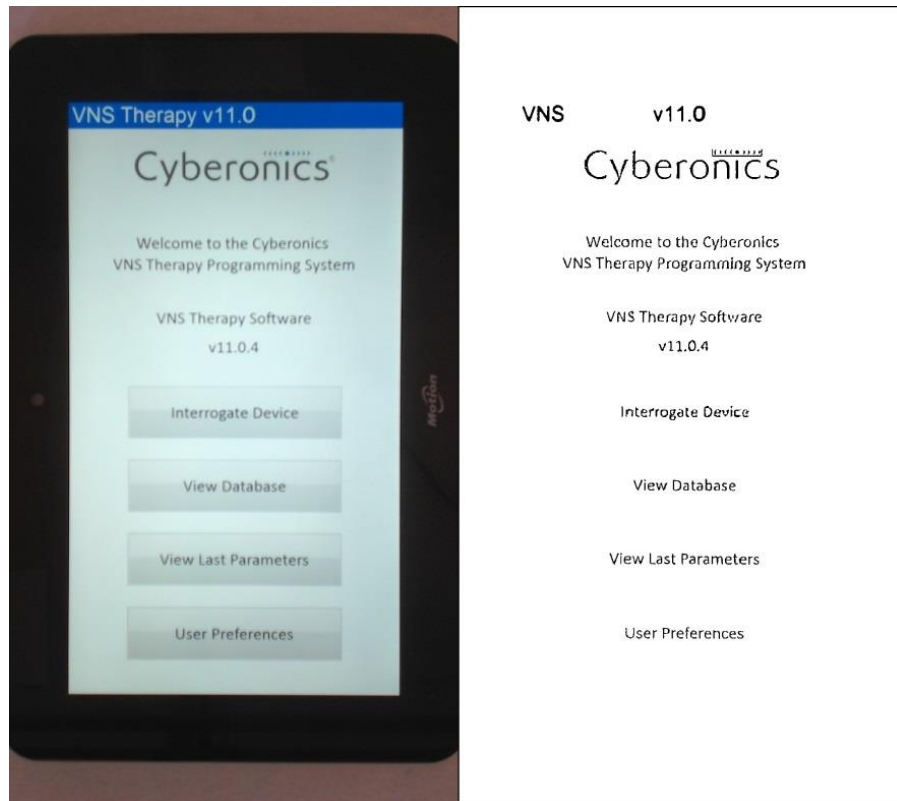 VNS Therapy v11.0
Cyberonics
Welcome to the Cyberonics
VNS Therapy Programming System
VNS Therapy Software
v11.0.4
Interrogate Device
View Database
View Last Parameters
User Preferences
Motion
VNS v11.0
Cyberonics
Welcome to the Cyberonics
VNS Therapy Programming System
VNS Therapy Software
v11.0.4
Interrogate Device
View Database
View Last Parameters
User Preferences